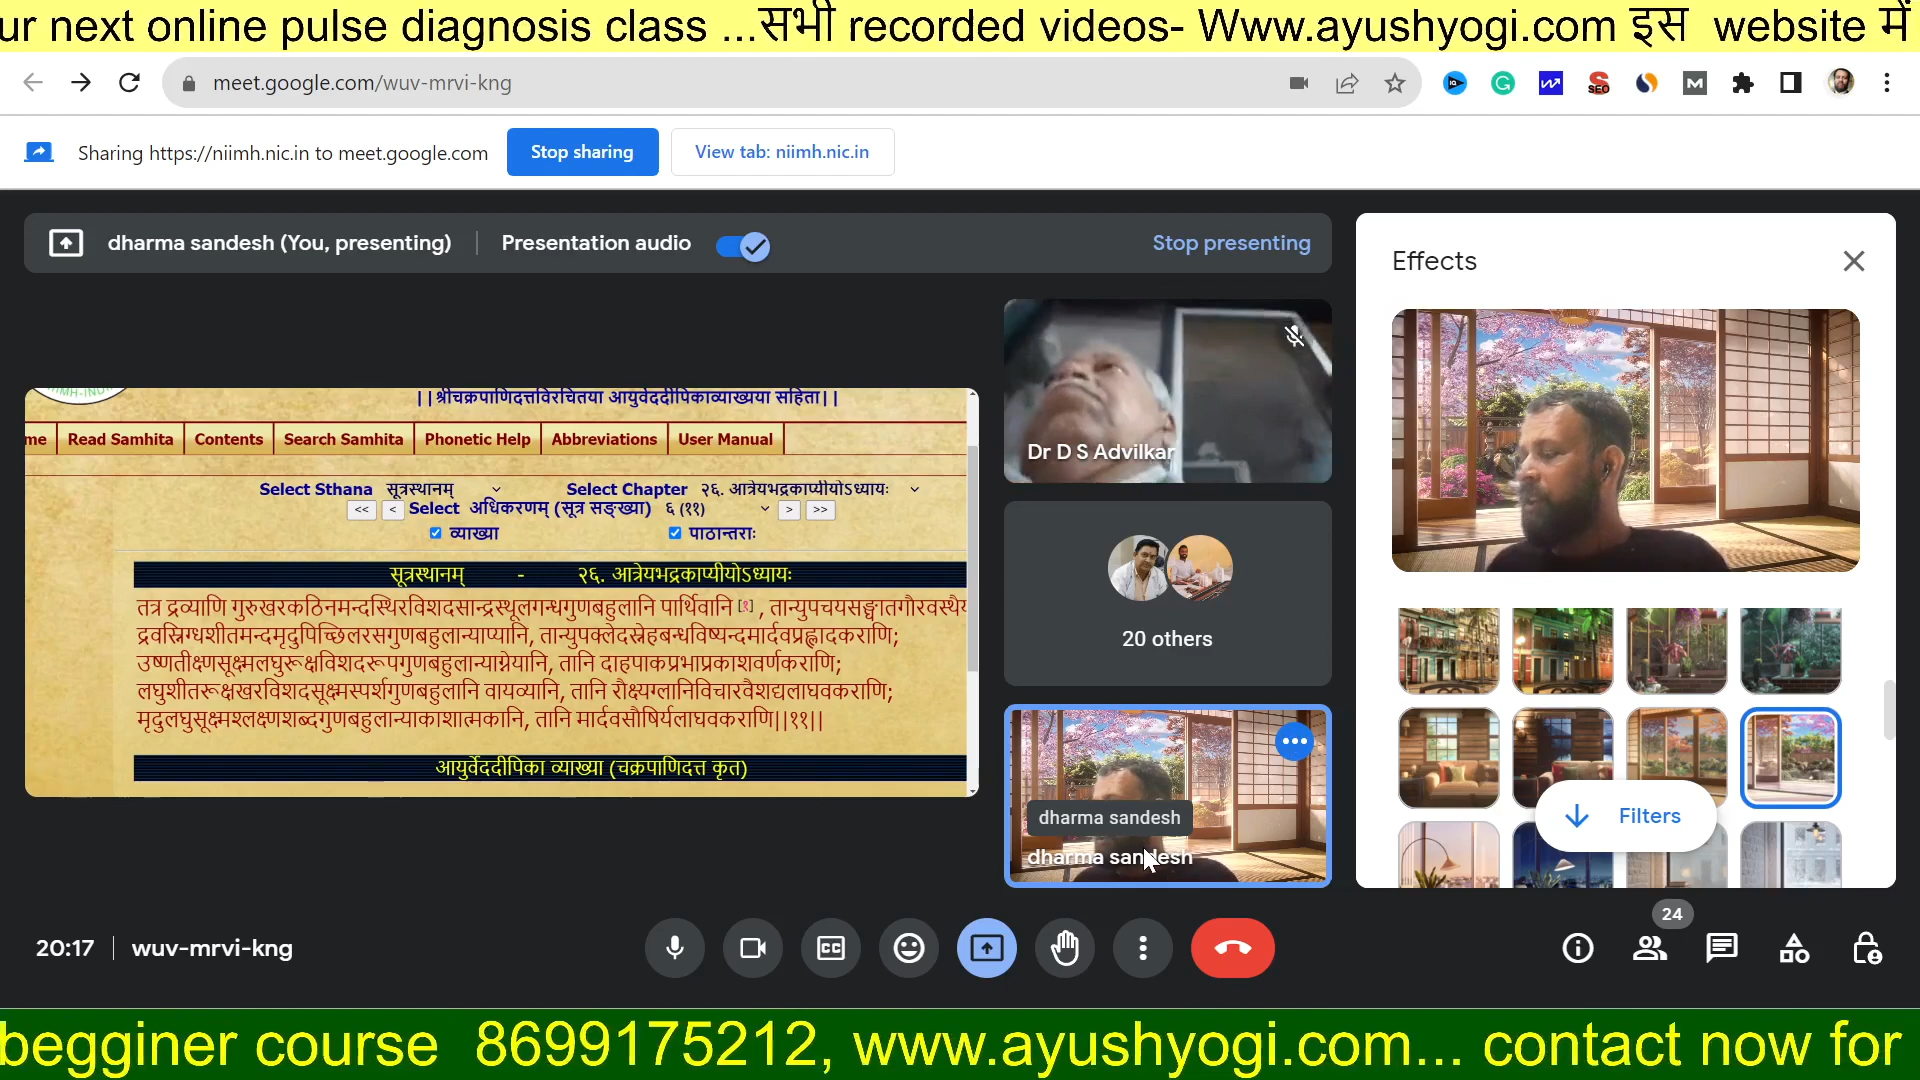 ur next online pulse diagnosis class ...सभी recorded videos- Www.ayushyogi.com इस website में
meet.google.com/wuv-mrvi-kng
Sharing https://niimh.nic.in to meet.google.com
Stop sharing
View tab: niimh.nic.in
dharma sandesh (You, presenting)
Presentation audio
Stop presenting
Effects
||श्रीचक्रपाणिदत्तविरचितया आयुर्वेददीपिकाव्याख्यया सहिता||
me Read Samhita Contents Search Samhita Phonetic Help Abbreviations User Manual
Select Sthana सूत्रस्थानम् Select Chapter २६. आत्रेयभद्रकाप्यीयोऽध्यायः
<< < Select अधिकरणम् (सूत्र सङ्ख्या) ६ (११) > >>
व्याख्या पाठान्तराः
सूत्रस्थानम् - २६. आत्रेयभद्रकाप्यीयोऽध्यायः
तत्र द्रव्याणि गुरुखरकठिनमन्दस्थिरविशदसान्द्रस्थूलगन्धगुणबहुलानि पार्थिवानि [१] , तान्युपचयसङ्घातगौरवस्थैर
द्रवस्निग्धशीतमन्दमृदुपिच्छिलरसगुणबहुलान्याप्यानि, तान्युपक्लेदस्नेहबन्धविष्यन्दमार्दवप्रह्लादकराणि;
उष्णतीक्ष्णसूक्ष्मलघुरूक्षविशदरूपगुणबहुलान्याग्नेयानि, तानि दाहपाकप्रभाप्रकाशवर्णकराणि;
लघुशीतरूक्षखरविशदसूक्ष्मस्पर्शगुणबहुलानि वायव्यानि, तानि रौक्ष्यग्लानिविचारवैशद्यलाघवकराणि;
मृदुलघुसूक्ष्मश्लक्ष्णशब्दगुणबहुलान्याकाशात्मकानि, तानि मार्दवसौषिर्यलाघवकराणि||११||
आयुर्वेददीपिका व्याख्या (चक्रपाणिदत्त कृत)
Dr D S Advilkar
20 others
dharma sandesh
dharma sandesh
Filters
20:17 wuv-mrvi-kng
CC
24
begginer course 8699175212, www.ayushyogi.com... contact now for